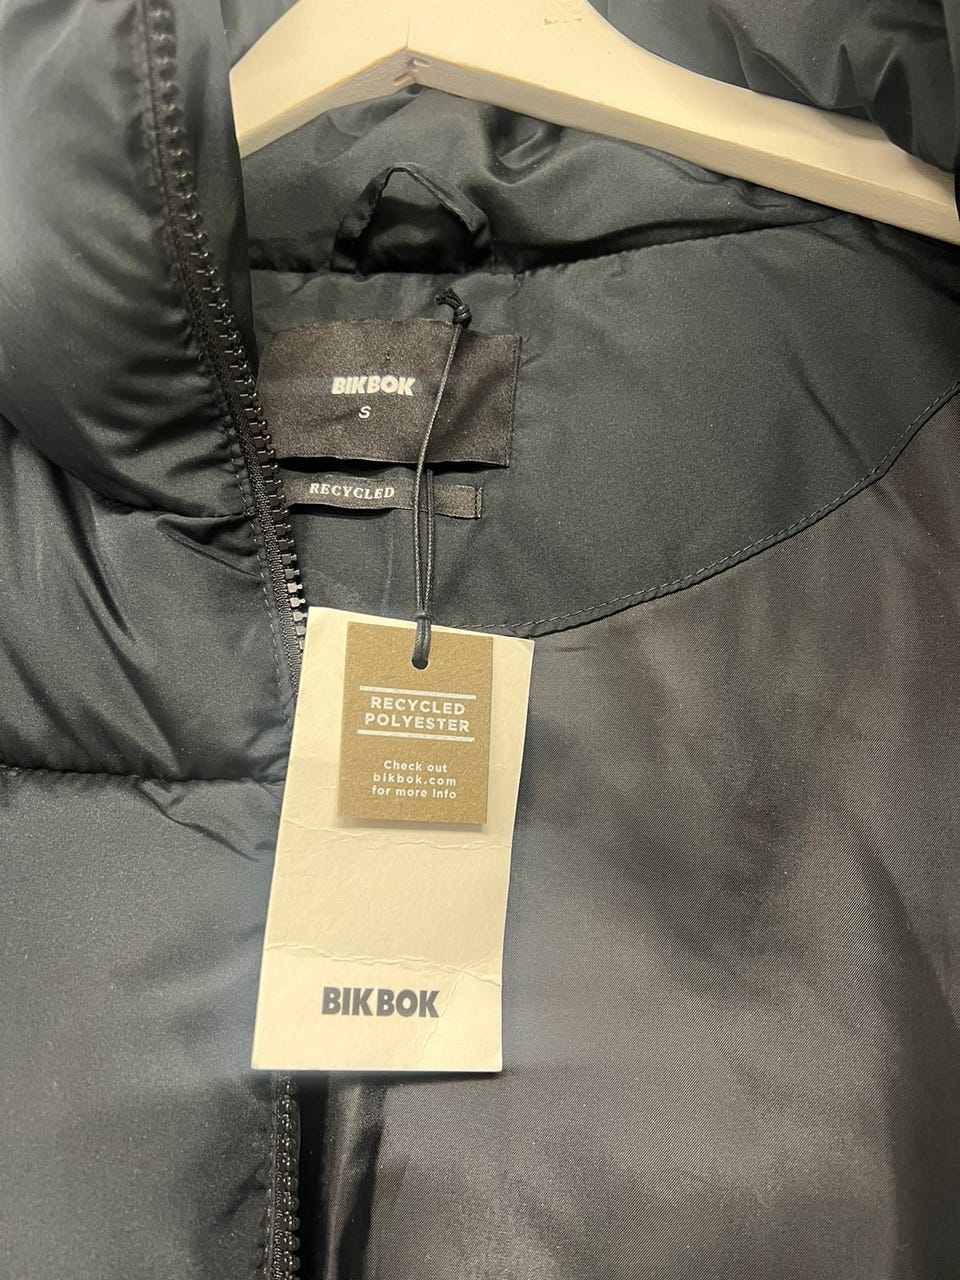 BIKBOK
S
RECYCLED
RECYCLED
POLYESTER
Check out
bikbok.com
for more Info
BIKBOK